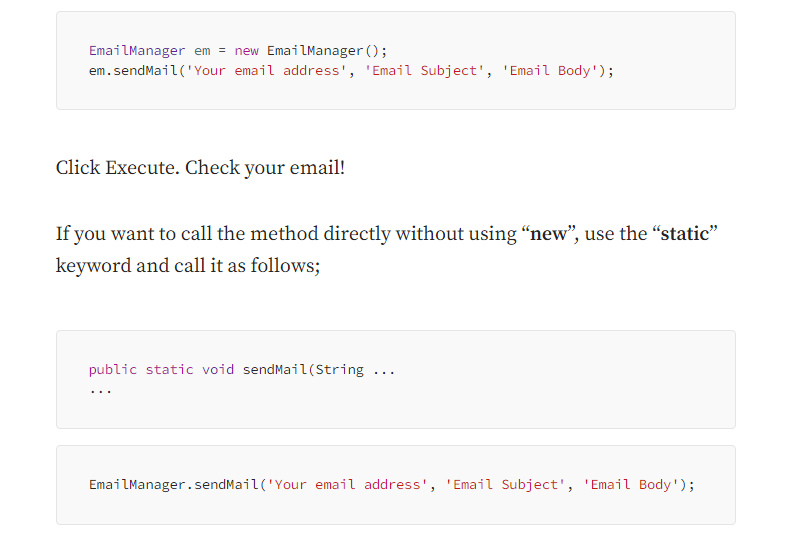 EmailManager em = new EmailManager();
em.sendMail('Your email address', 'Email Subject', 'Email Body');
Click Execute. Check your email!
If you want to call the method directly without using “new”, use the “static”
keyword and call it as follows;
public static void sendMail(String ...
...
EmailManager.sendMail('Your email address', 'Email Subject', 'Email Body');